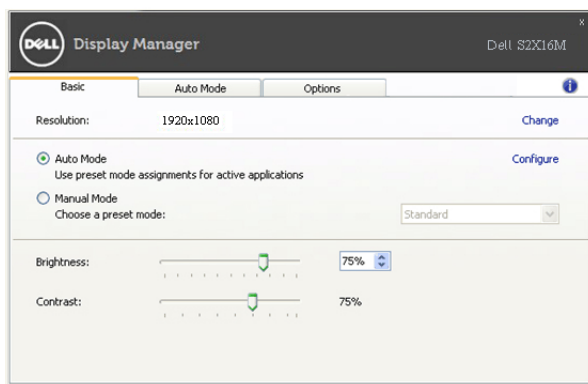 x
DELL Display Manager Dell S2X16M
Basic Auto Mode Options i
Resolution: 1920x1080 Change
Auto Mode Configure
Use preset mode assignments for active applications
Manual Mode
Choose a preset mode: Standard
Brightness: 75%
Contrast: 75%